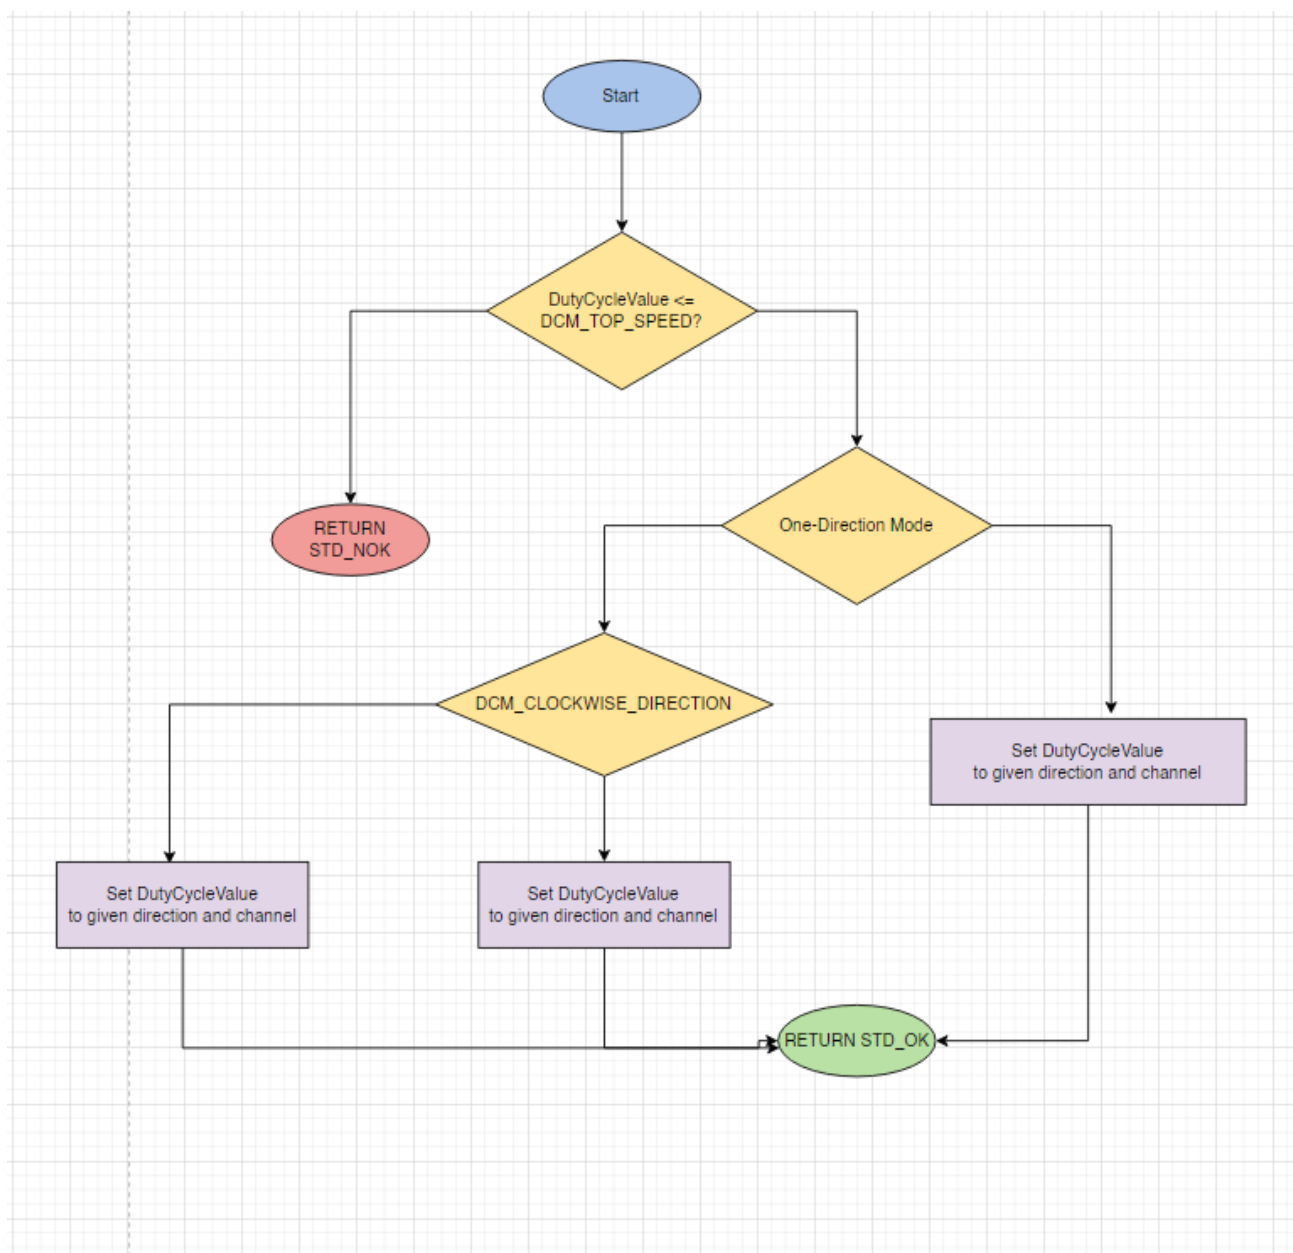 Start
DutyCycleValue <=
DCM_TOP_SPEED?
RETURN
STD_NOK
One-Direction Mode
DCM_CLOCKWISE_DIRECTION
Set DutyCycleValue
to given direction and channel
Set DutyCycleValue
to given direction and channel
Set DutyCycleValue
to given direction and channel
RETURN STD_OK